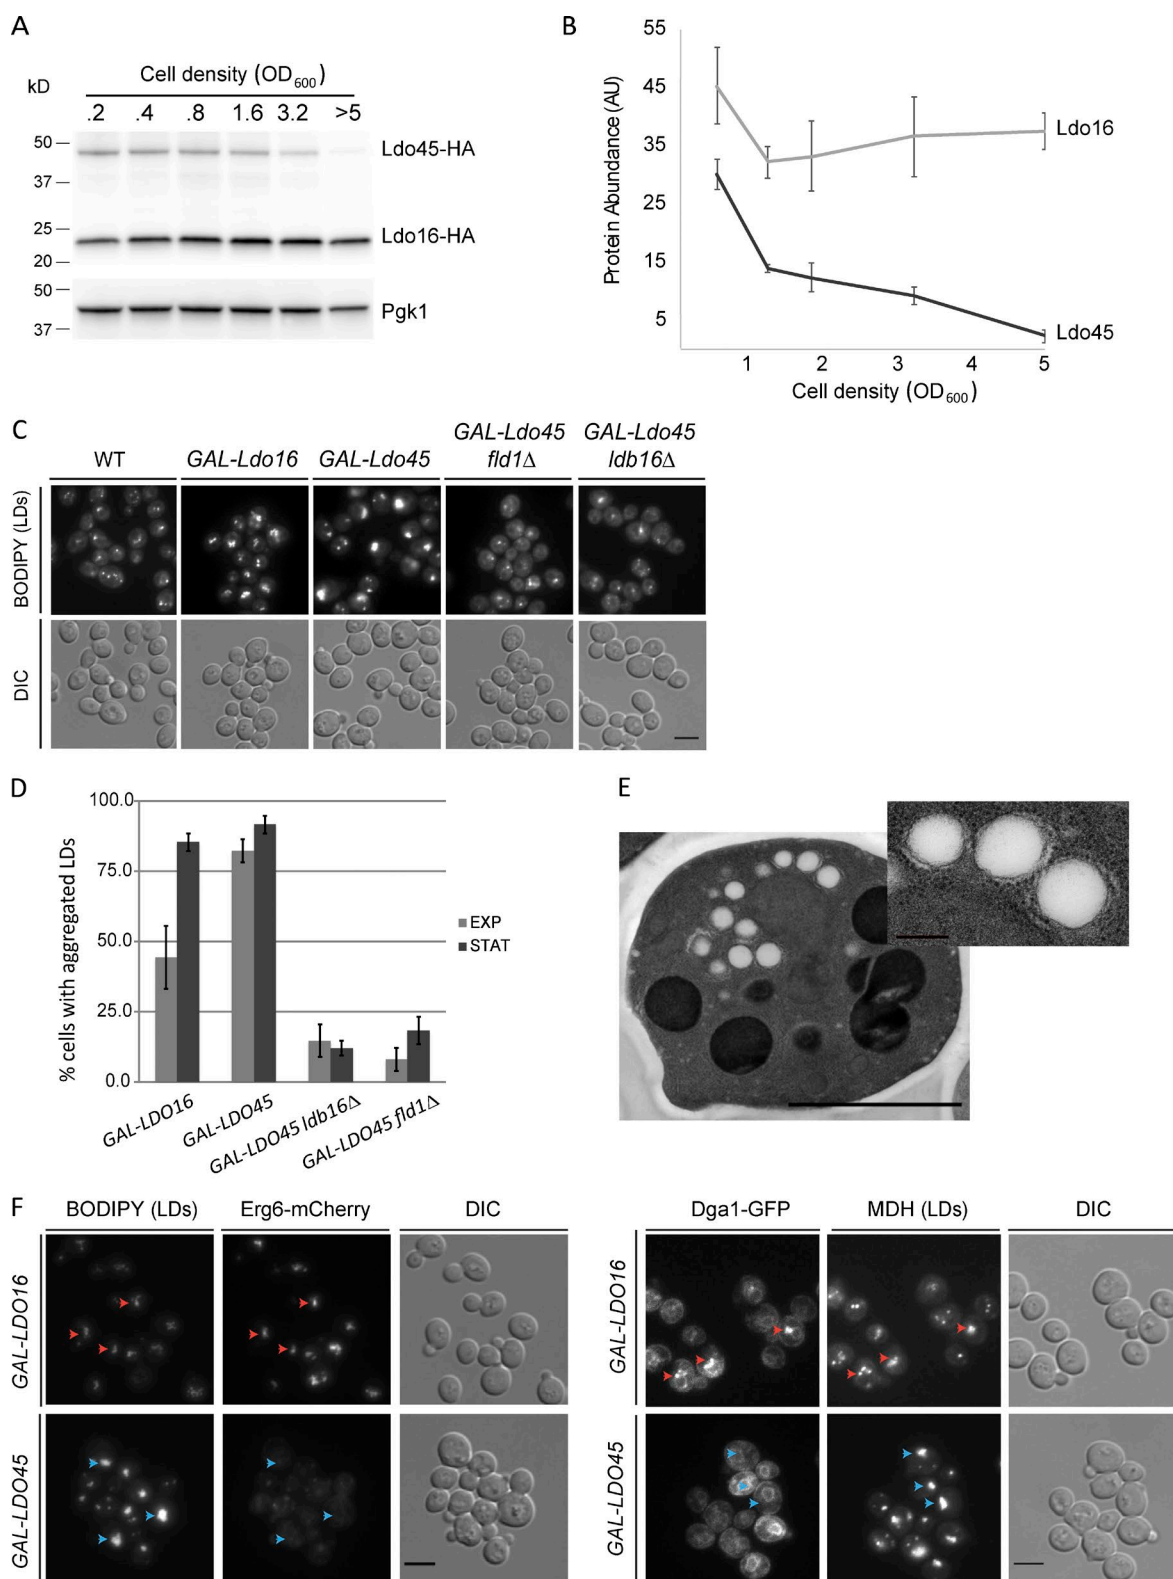 A
Cell density (OD600)
kD
.2 .4 .8 1.6 3.2 >5
50
37
25
20
50
37
Ldo45-HA
Ldo16-HA
Pgk1
B
Protein Abundance (AU)
55
45
35
25
15
5
Ldo16
Ldo45
1 2 3 4 5
Cell density (OD600)
C
WT
GAL-Ldo16
GAL-Ldo45
GAL-Ldo45
fld1Δ
GAL-Ldo45
ldb16Δ
BODIPY (LDs)
DIC
D
% cells with aggregated LDs
100.0
75.0
50.0
25.0
0.0
EXP
STAT
GAL-LDO16
GAL-LDO45
GAL-LDO45 ldb16Δ
GAL-LDO45 fld1Δ
E
F
BODIPY (LDs) Erg6-mCherry DIC
GAL-LDO16
GAL-LDO45
Dga1-GFP MDH (LDs) DIC
GAL-LDO16
GAL-LDO45